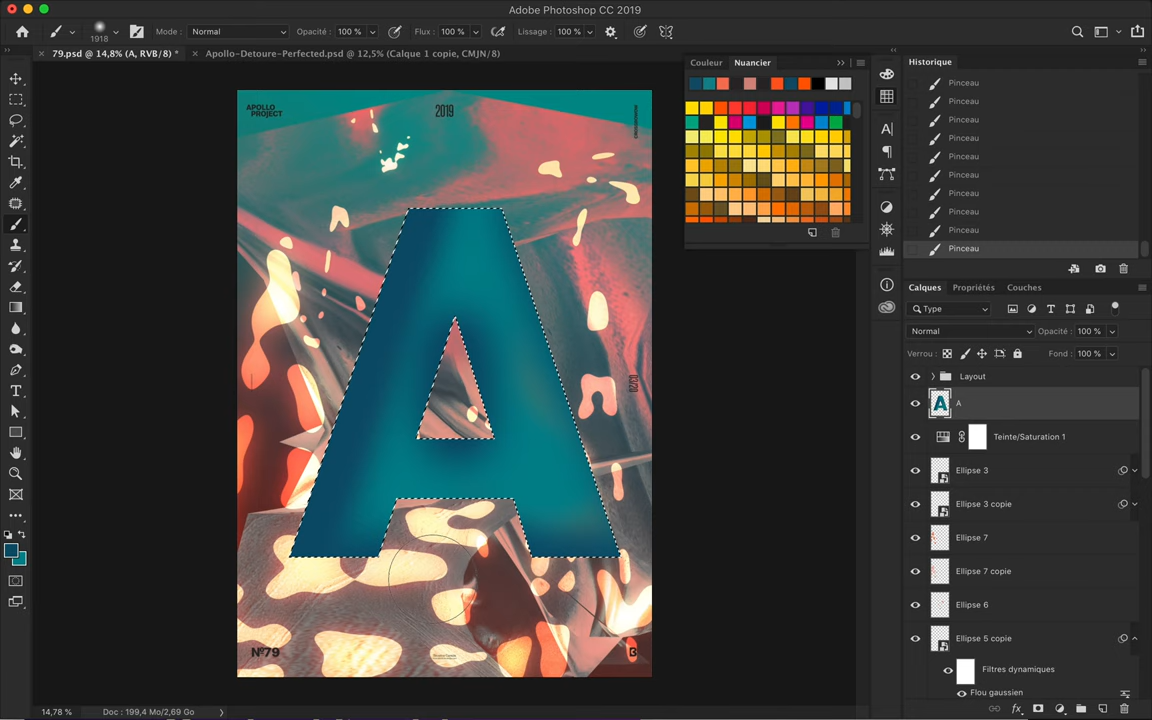 Adobe Photoshop CC 2019
1918
Mode :
Normal
Opacité : 100 %
Flux : 100 %
Lissage : 100 %
79.psd @ 14,8% (A, RVB/8) *
Apollo-Detoure-Perfected.psd @ 12,5% (Calque 1 copie, CMJN/8)
APOLLO
PROJECT
2019
A
№79
Couleur
Nuancier
Historique
Pinceau
Pinceau
Pinceau
Pinceau
Pinceau
Pinceau
Pinceau
Pinceau
Pinceau
Pinceau
Calques
Propriétés
Couches
Type
Normal
Opacité : 100 %
Verrou :
Fond : 100 %
Layout
A
Teinte/Saturation 1
Ellipse 3
Ellipse 3 copie
Ellipse 7
Ellipse 7 copie
Ellipse 6
Ellipse 5 copie
Filtres dynamiques
Flou gaussien
14,78 %
Doc : 199,4 Mo/2,69 Go